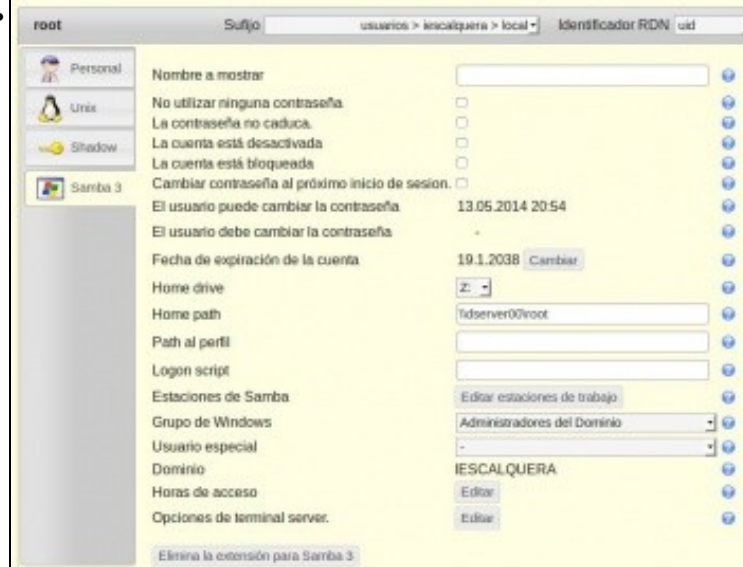 root Sufijo usuarios > iescalquera > local Identificador RDN uid
Personal
Unix
Shadow
Samba 3
Nombre a mostrar
No utilizar ninguna contraseña
La contraseña no caduca.
La cuenta está desactivada
La cuenta está bloqueada
Cambiar contraseña al próximo inicio de sesion.
El usuario puede cambiar la contraseña 13.05.2014 20:54
El usuario debe cambiar la contraseña -
Fecha de expiración de la cuenta 19.1.2038 Cambiar
Home drive Z:
Home path \\dserver00\root
Path al perfil
Logon script
Estaciones de Samba Editar estaciones de trabajo
Grupo de Windows Administradores del Dominio
Usuario especial -
Dominio IESCALQUERA
Horas de acceso Editar
Opciones de terminal server. Editar
Elimina la extensión para Samba 3